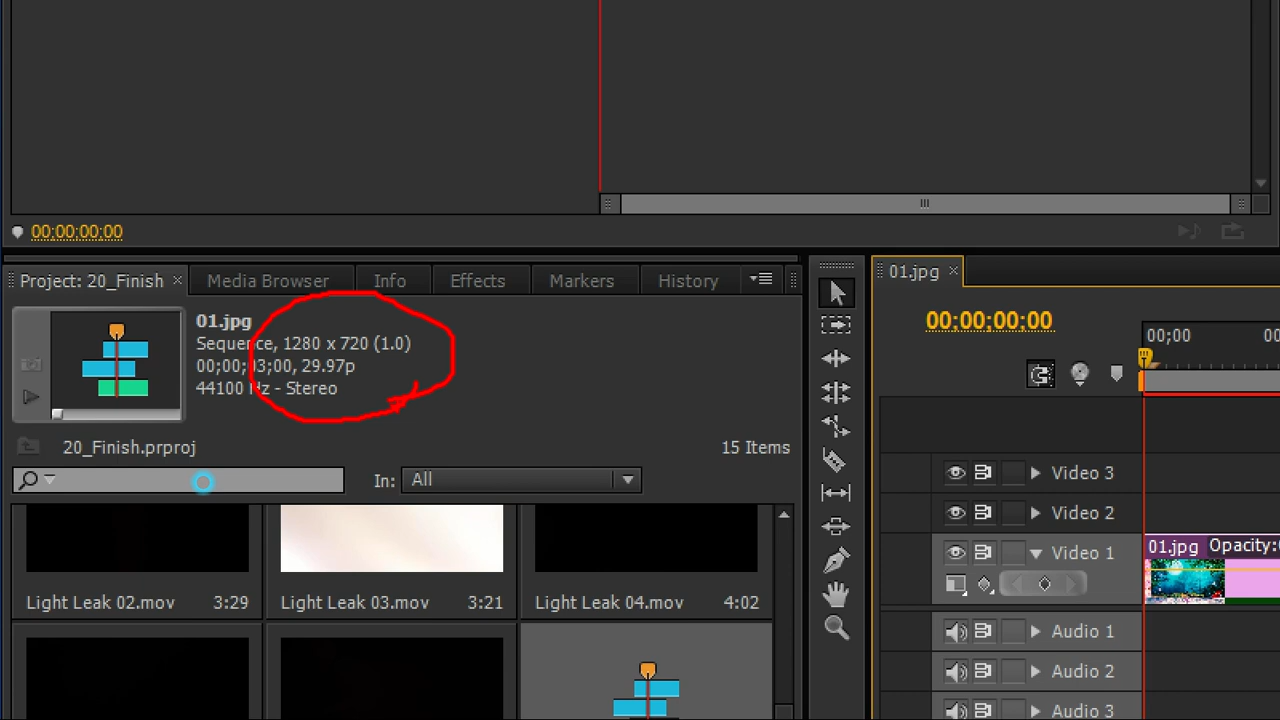 00;00;00;00
Project: 20_Finish
Media Browser
Info
Effects
Markers
History
01.jpg
Sequence, 1280 x 720 (1.0)
00;00;03;00, 29.97p
44100 Hz - Stereo
20_Finish.prproj
15 Items
In:
All
Light Leak 02.mov
3:29
Light Leak 03.mov
3:21
Light Leak 04.mov
4:02
01.jpg
00;00;00;00
00;00
00
Video 3
Video 2
Video 1
01.jpg
Opacity:
Audio 1
Audio 2
Audio 3